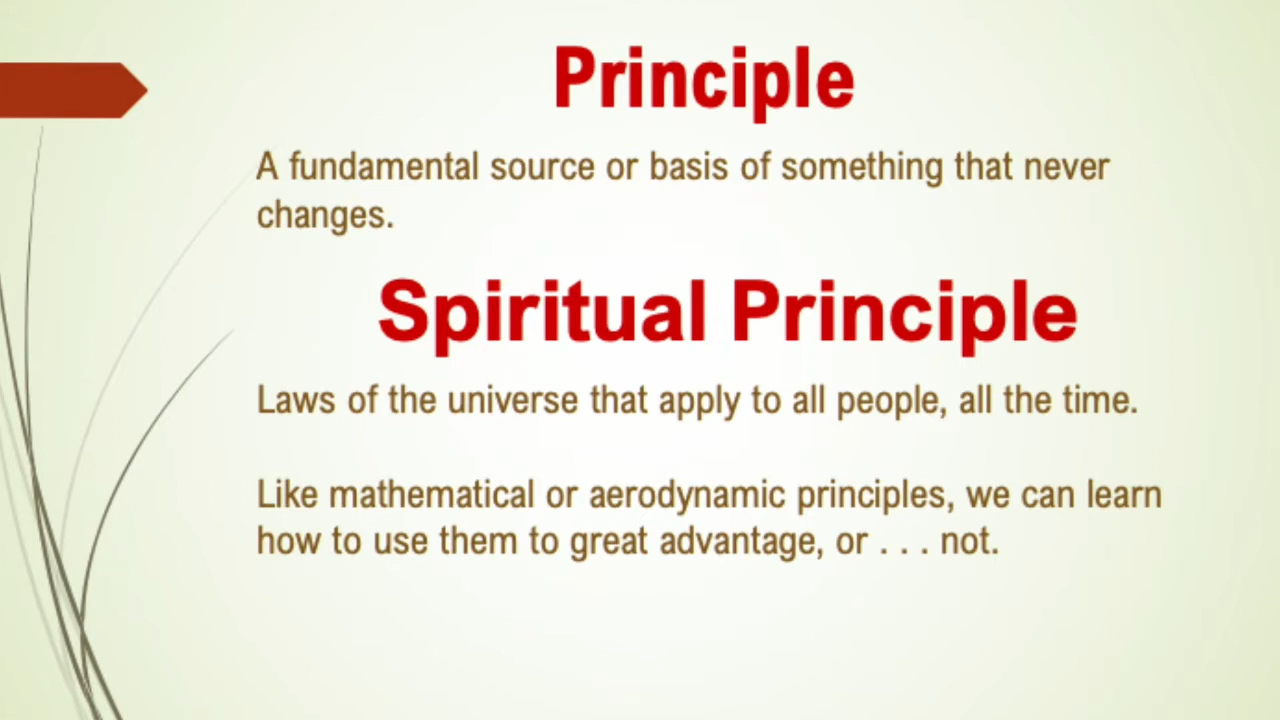 Principle
A fundamental source or basis of something that never
changes.
Spiritual Principle
Laws of the universe that apply to all people, all the time.
Like mathematical or aerodynamic principles, we can learn
how to use them to great advantage, or . . . not.